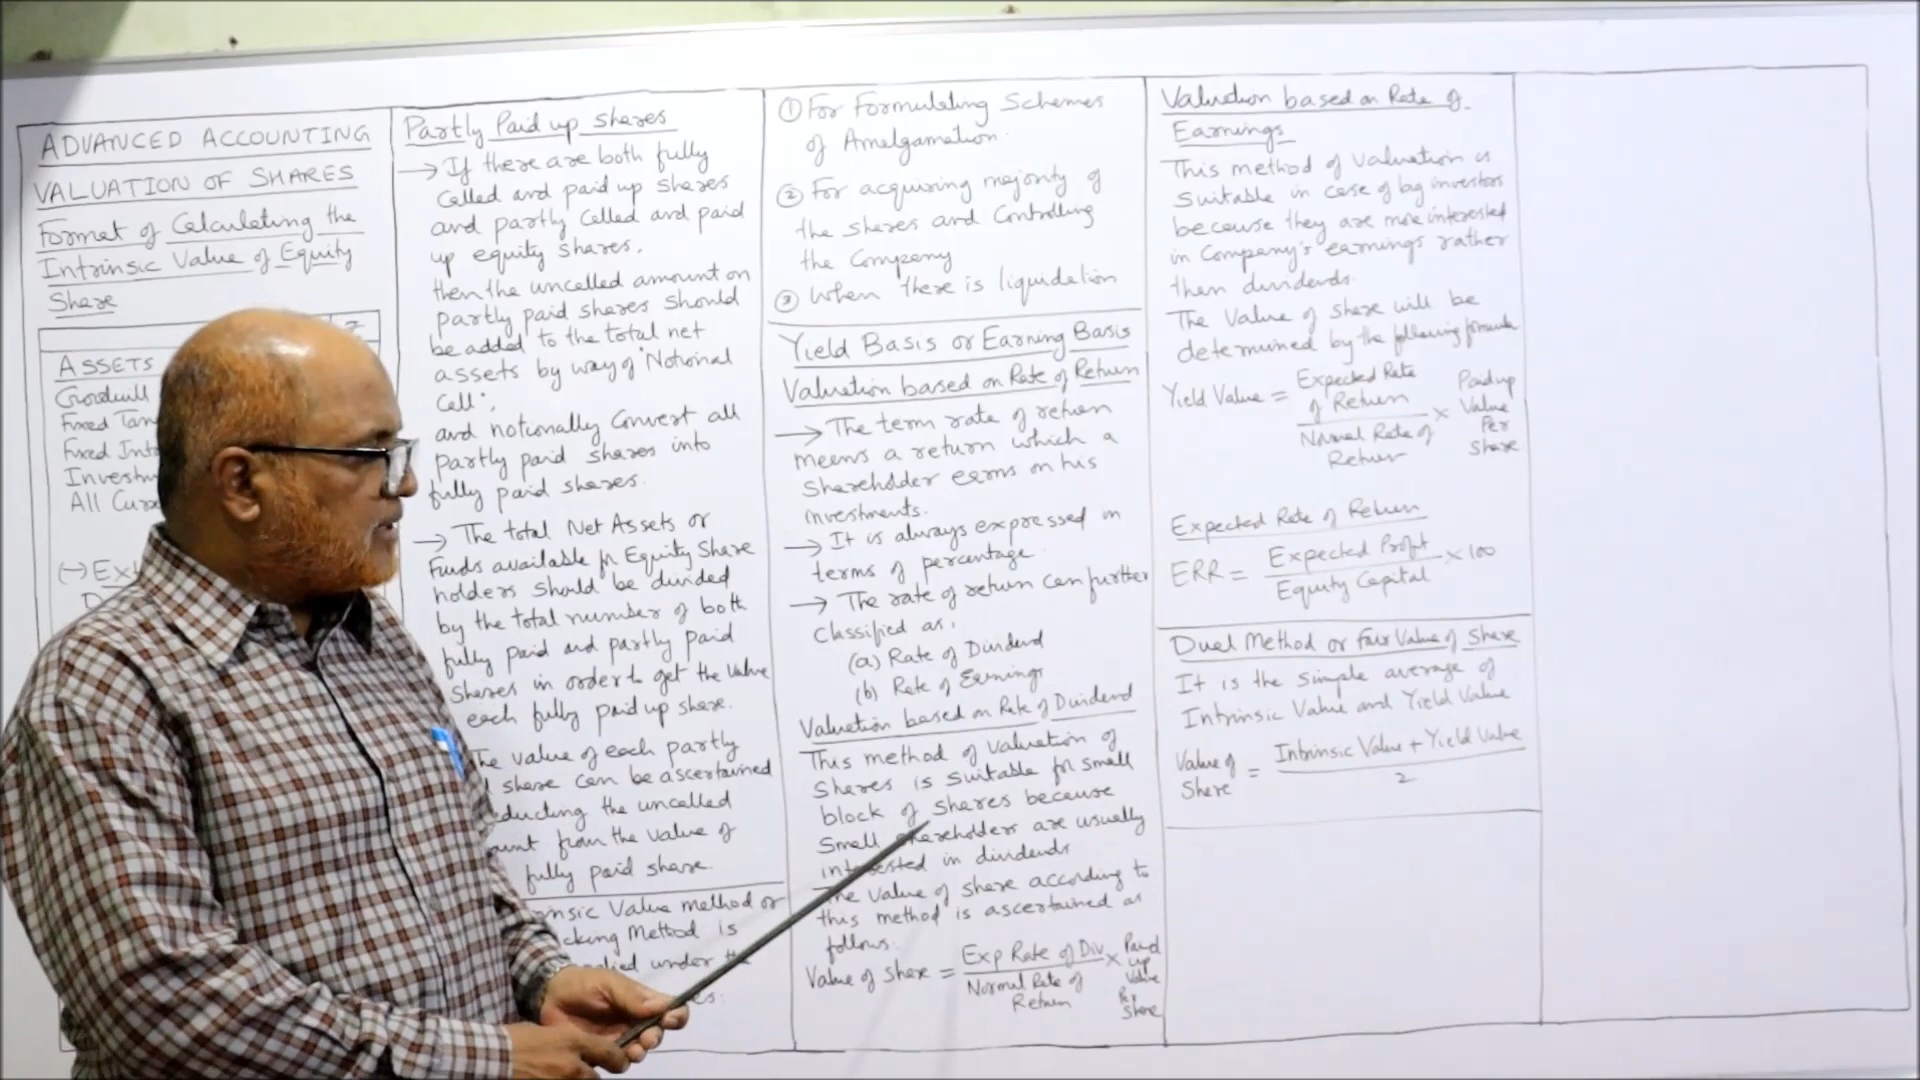 ADVANCED ACCOUNTING
VALUATION OF SHARES
Format of Calculating the
Intrinsic Value of Equity
Share
ASSETS
Goodwill
Fixed Tan
Fixed Int
Investm
All Curr
(-) Ex
Partly Paid up Shares
→ If there are both fully
called and paid up shares
and partly called and paid
up equity shares,
then the uncalled amount on
partly paid shares should
be added to the total net
assets by way of "Notional
Call",
and notionally convert all
partly paid shares into
fully paid shares.
→ The total Net Assets or
Funds available for Equity Share
holders should be divided
by the total number of both
fully paid and partly paid
shares in order to get the value
each fully paid up share.
he value of each partly
share can be ascertained
educting the uncalled
ount from the value of
fully paid share.
insic Value method or
cking Method is
lied under the
es.
① For Formulating Schemes
of Amalgamation.
② For acquiring majority of
the shares and Controlling
the Company
③ When there is liquidation
Yield Basis or Earning Basis
Valuation based on Rate of Return
→ The term rate of return
means a return which a
Shareholder earns on his
investments.
→ It is always expressed in
terms of percentage.
→ The rate of return can further
classified as,
(a) Rate of Dividend
(b) Rate of Earnings
Valuation based on Rate of Dividend
This method of valuation of
Shares is suitable for small
block of shares because
Small shareholders are usually
interested in dividends
The value of share according to
this method is ascertained as
follows.
Value of Share = Exp Rate of Div / Normal Rate of Return × Paid up Value Per Share
Valuation based on Rate of
Earnings
This method of valuation is
Suitable in case of big investors
because they are more interested
in Company's earnings rather
than dividends.
The Value of share will be
determined by the following formula
Yield Value = Expected Rate of Return / Normal Rate of Return × Paid up Value Per Share
Expected Rate of Return
ERR = Expected Profit / Equity Capital × 100
Dual Method or Fair Value of Share
It is the simple average of
Intrinsic Value and Yield Value
Value of Share = Intrinsic Value + Yield Value / 2